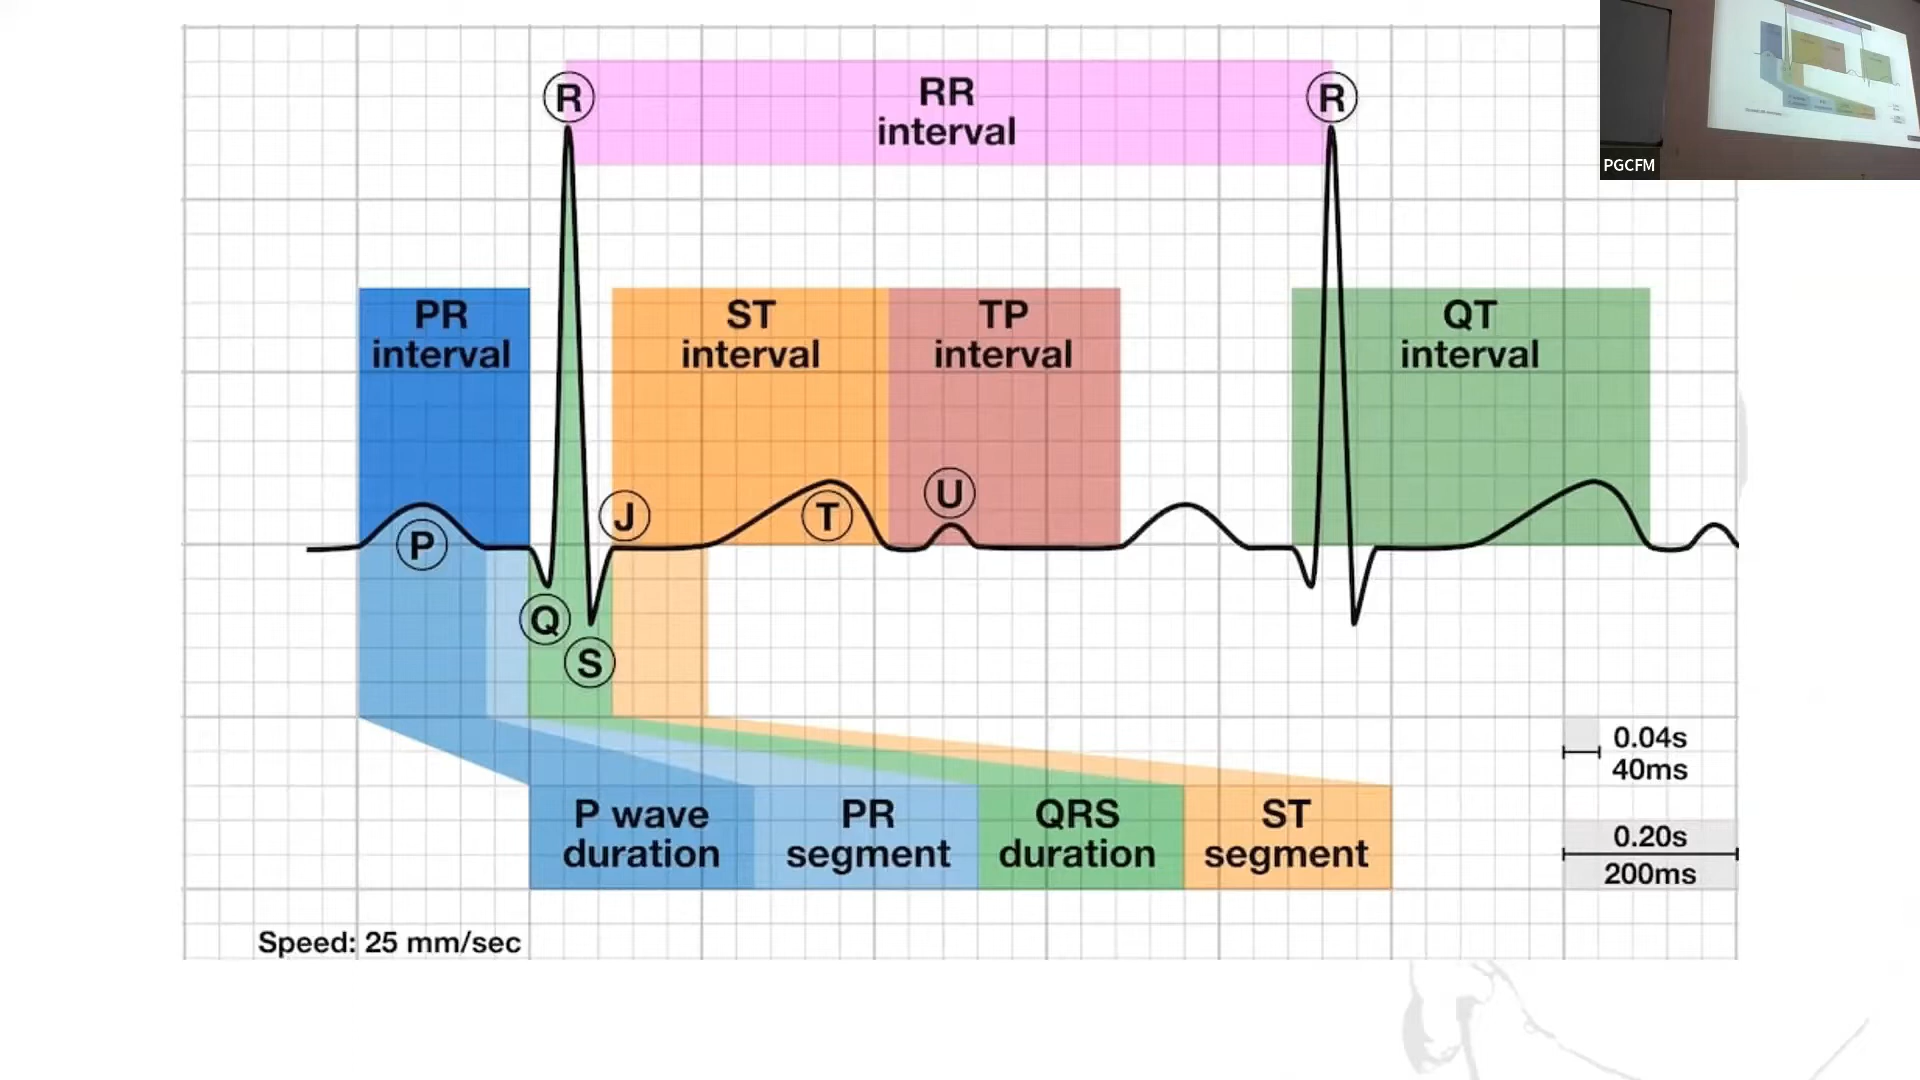 R
RR
interval
R
PGCFM
PR
interval
ST
interval
TP
interval
QT
interval
P
J
T
U
Q
S
0.04s
40ms
P wave
duration
PR
segment
QRS
duration
ST
segment
0.20s
200ms
Speed: 25 mm/sec